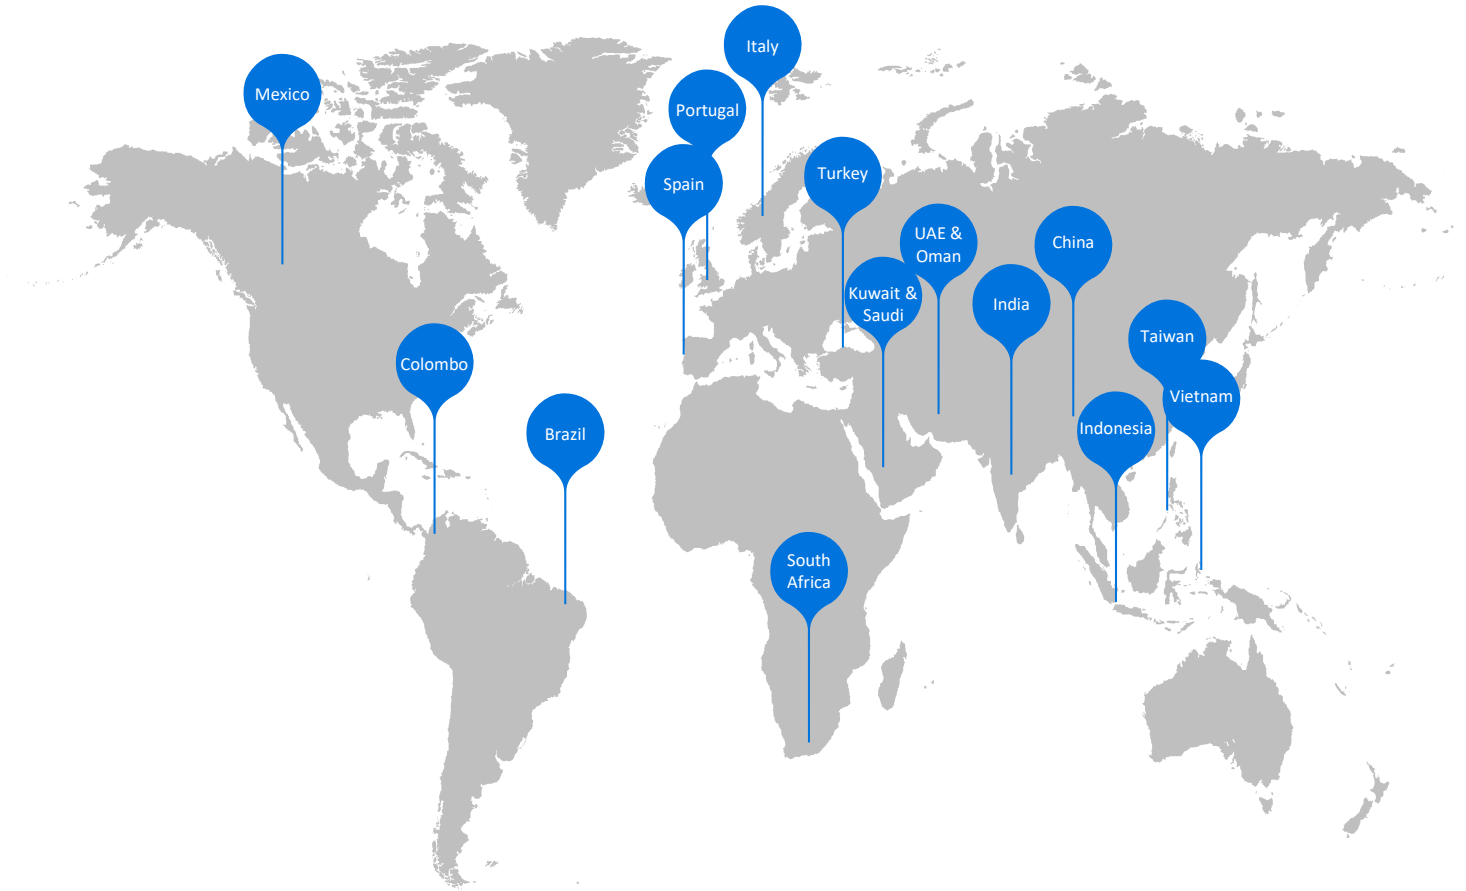 Italy
Mexico
Portugal
Turkey
Spain
UAE &
Oman
China
Kuwait &
Saudi
India
Taiwan
Colombo
Vietnam
Indonesia
Brazil
South
Africa